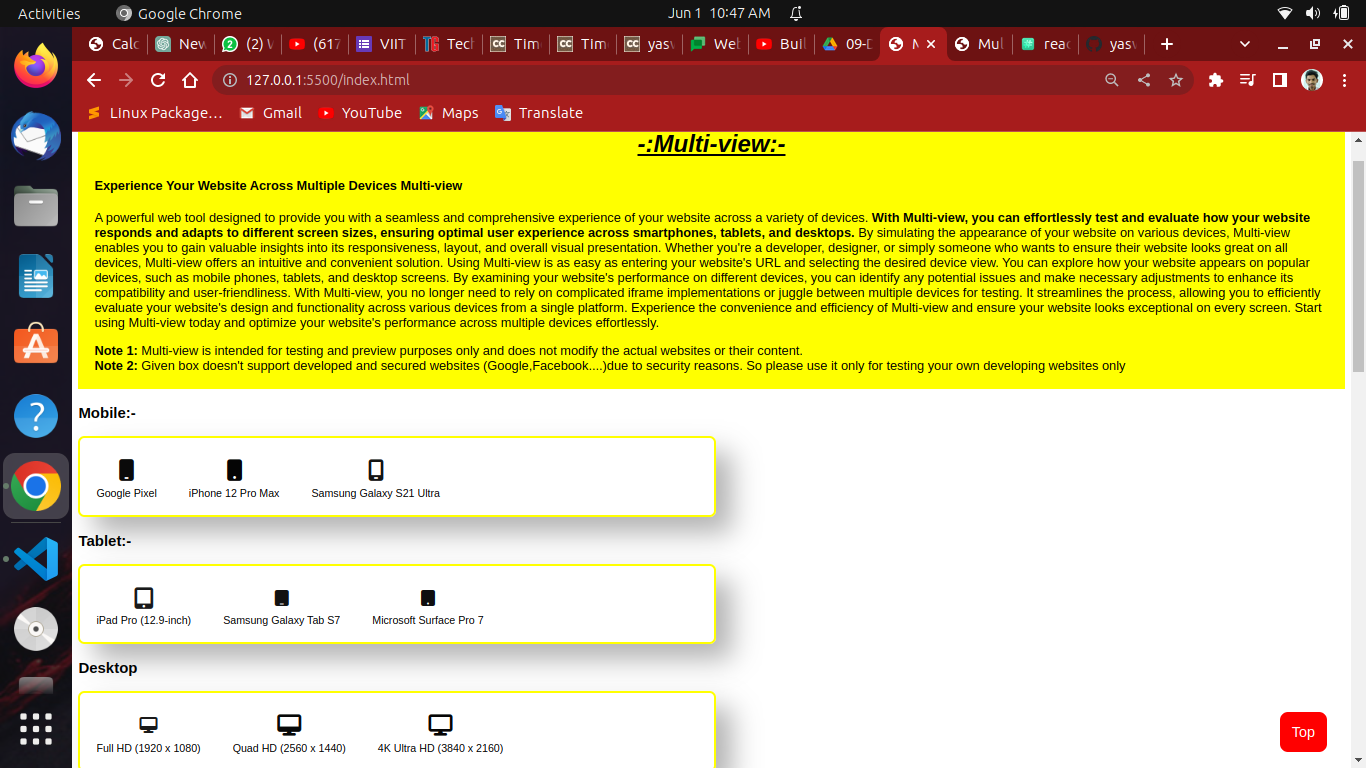 Activities Google Chrome Jun 1 10:47 AM
Calc New (2) W (617 VIIT Tech TIme TIme yasv Wel Buil 09-D Mul reac yasv
127.0.0.1:5500/index.html
Linux Package... Gmail YouTube Maps Translate
-:Multi-view:-
Experience Your Website Across Multiple Devices Multi-view
A powerful web tool designed to provide you with a seamless and comprehensive experience of your website across a variety of devices. With Multi-view, you can effortlessly test and evaluate how your website
responds and adapts to different screen sizes, ensuring optimal user experience across smartphones, tablets, and desktops. By simulating the appearance of your website on various devices, Multi-view
enables you to gain valuable insights into its responsiveness, layout, and overall visual presentation. Whether you're a developer, designer, or simply someone who wants to ensure their website looks great on all
devices, Multi-view offers an intuitive and convenient solution. Using Multi-view is as easy as entering your website's URL and selecting the desired device view. You can explore how your website appears on popular
devices, such as mobile phones, tablets, and desktop screens. By examining your website's performance on different devices, you can identify any potential issues and make necessary adjustments to enhance its
compatibility and user-friendliness. With Multi-view, you no longer need to rely on complicated iframe implementations or juggle between multiple devices for testing. It streamlines the process, allowing you to efficiently
evaluate your website's design and functionality across various devices from a single platform. Experience the convenience and efficiency of Multi-view and ensure your website looks exceptional on every screen. Start
using Multi-view today and optimize your website's performance across multiple devices effortlessly.
Note 1: Multi-view is intended for testing and preview purposes only and does not modify the actual websites or their content.
Note 2: Given box doesn't support developed and secured websites (Google,Facebook....)due to security reasons. So please use it only for testing your own developing websites only
Mobile:-
Google Pixel iPhone 12 Pro Max Samsung Galaxy S21 Ultra
Tablet:-
iPad Pro (12.9-inch) Samsung Galaxy Tab S7 Microsoft Surface Pro 7
Desktop
Full HD (1920 x 1080) Quad HD (2560 x 1440) 4K Ultra HD (3840 x 2160)
Top